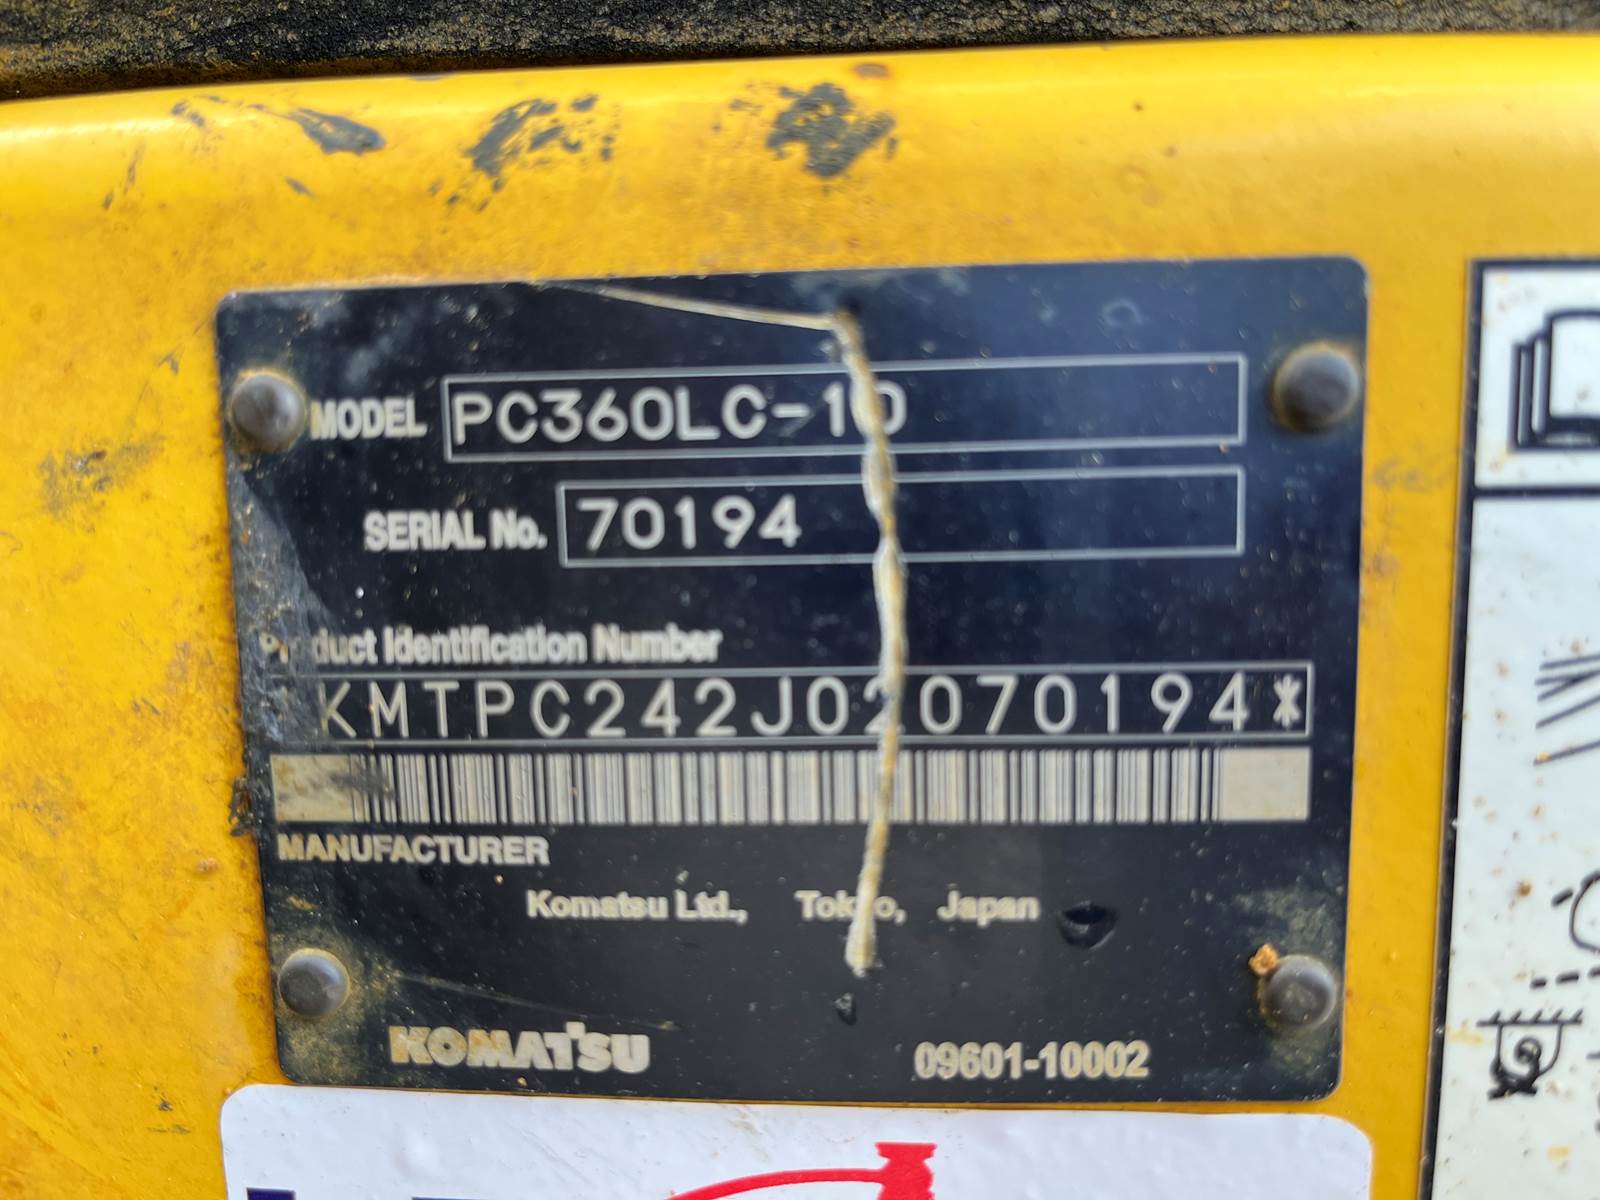 MODEL PC360LC-10
SERIAL No. 70194
Product Identification Number
KMTPC242J02070194*
MANUFACTURER
Komatsu Ltd., Tokyo, Japan
KOMATSU 09601-10002